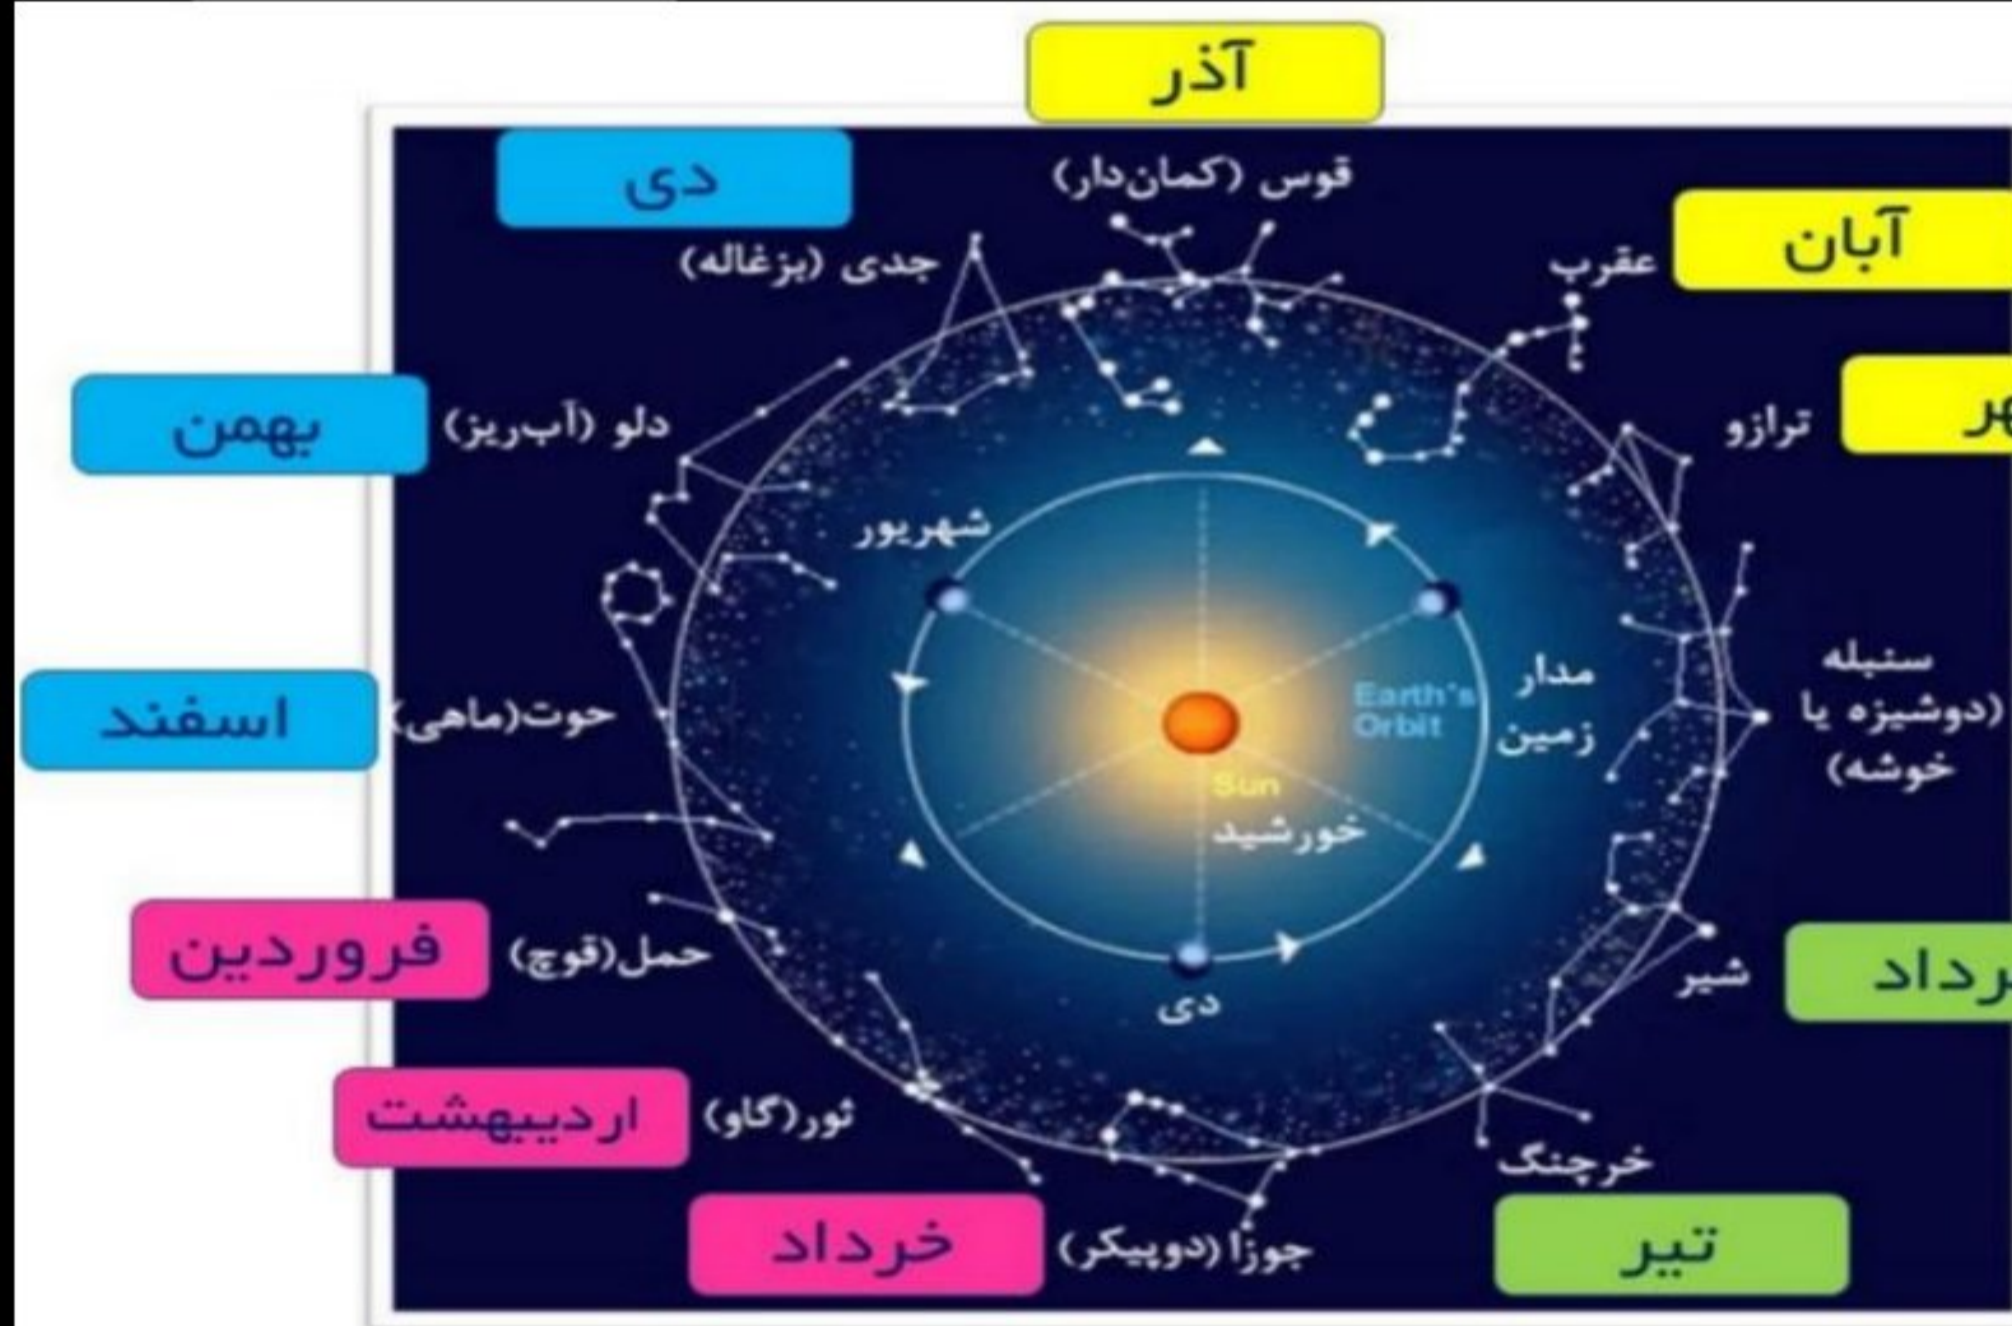 آذر
دی
قوس (کمان‌دار)
آبان
عقرب
جدی (بزغاله)
ترازو
دلو (آب‌ریز)
بهمن
شهریور
سنبله
(دوشیزه یا
خوشه)
مدار
زمین
Earth's
Orbit
حوت(ماهی)
اسفند
Sun
خورشید
حمل(قوچ)
فروردین
شیر
دی
ثور(گاو)
اردیبهشت
خرچنگ
جوزا (دوپیکر)
خرداد
تیر